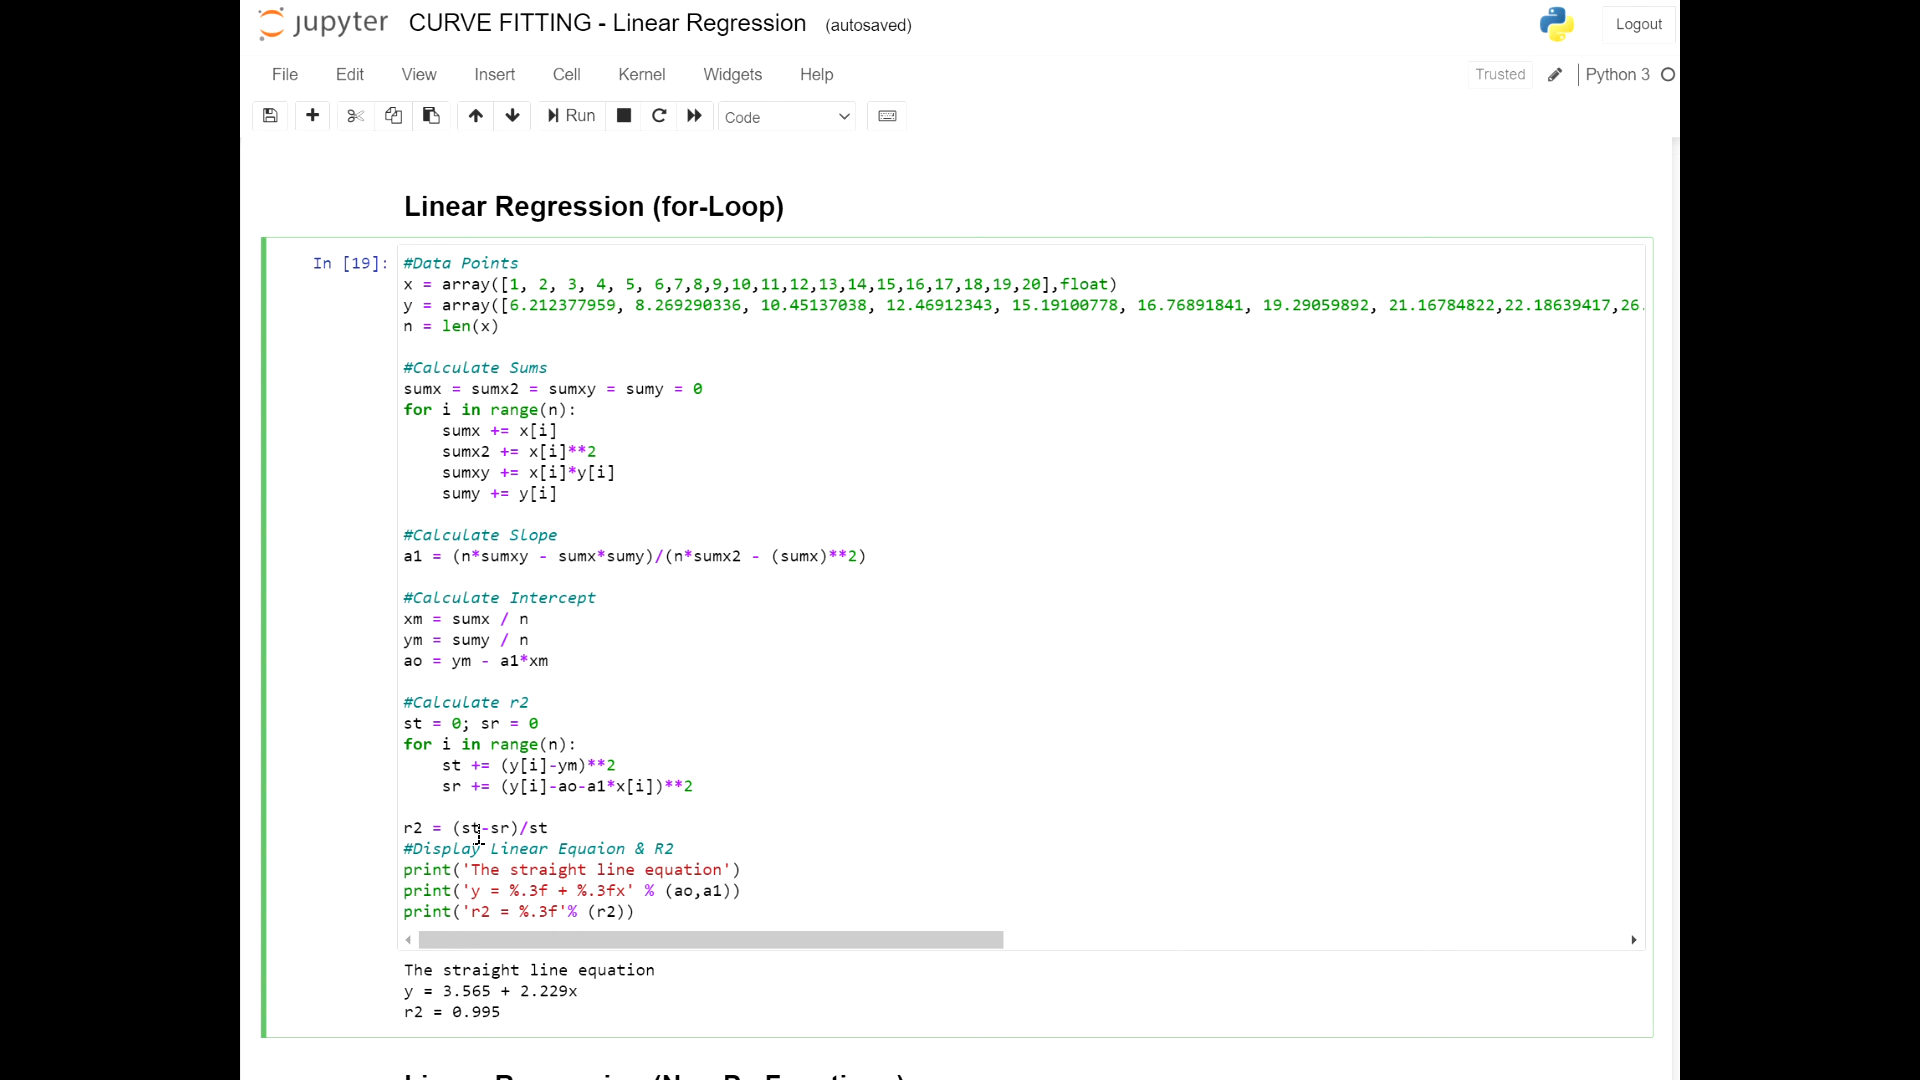 jupyter CURVE FITTING - Linear Regression (autosaved) Logout
File Edit View Insert Cell Kernel Widgets Help Trusted Python 3
Run Code
Linear Regression (for-Loop)
In [19]: #Data Points
x = array([1, 2, 3, 4, 5, 6,7,8,9,10,11,12,13,14,15,16,17,18,19,20],float)
y = array([6.212377959, 8.269290336, 10.45137038, 12.46912343, 15.19100778, 16.76891841, 19.29059892, 21.16784822,22.18639417,26.
n = len(x)
#Calculate Sums
sumx = sumx2 = sumxy = sumy = 0
for i in range(n):
    sumx += x[i]
    sumx2 += x[i]**2
    sumxy += x[i]*y[i]
    sumy += y[i]
#Calculate Slope
a1 = (n*sumxy - sumx*sumy)/(n*sumx2 - (sumx)**2)
#Calculate Intercept
xm = sumx / n
ym = sumy / n
ao = ym - a1*xm
#Calculate r2
st = 0; sr = 0
for i in range(n):
    st += (y[i]-ym)**2
    sr += (y[i]-ao-a1*x[i])**2
r2 = (st-sr)/st
#Display Linear Equaion & R2
print('The straight line equation')
print('y = %.3f + %.3fx' % (ao,a1))
print('r2 = %.3f'% (r2))
The straight line equation
y = 3.565 + 2.229x
r2 = 0.995